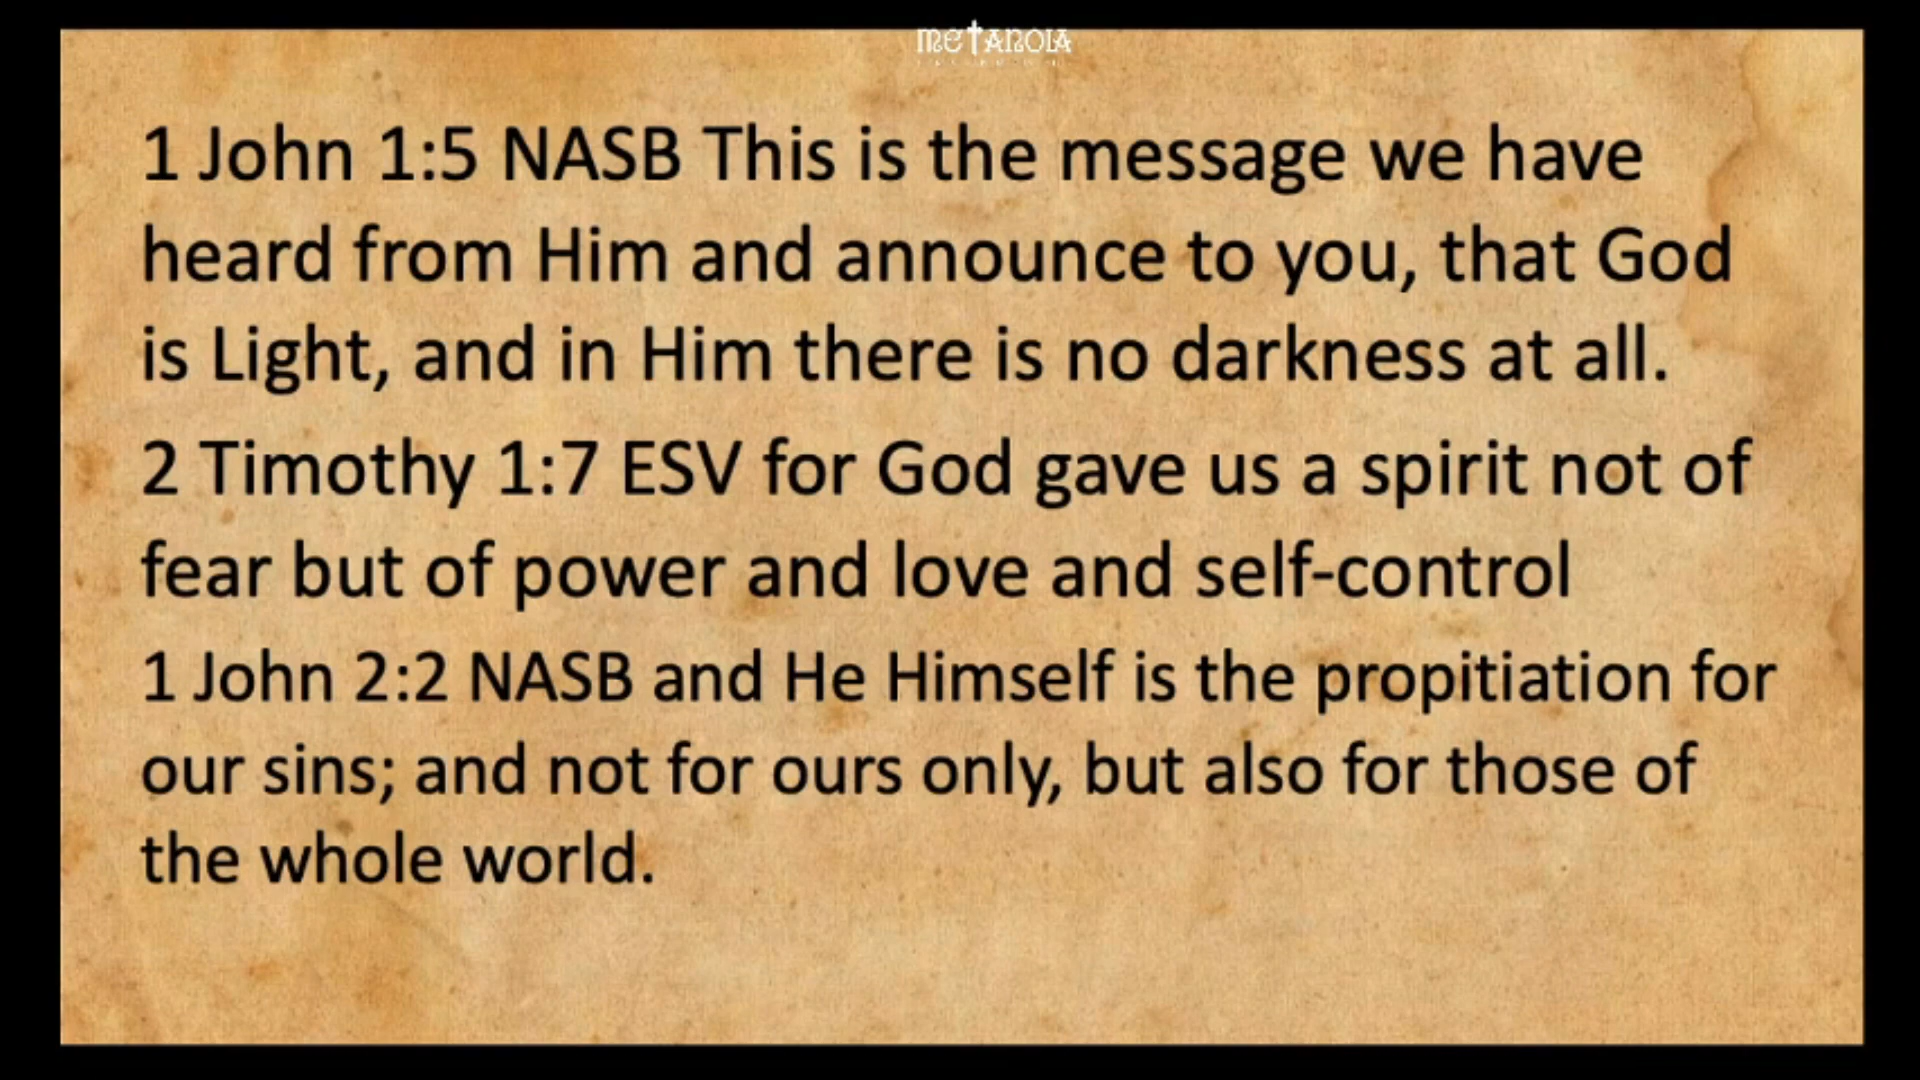 metanoia
1 John 1:5 NASB This is the message we have
heard from Him and announce to you, that God
is Light, and in Him there is no darkness at all.
2 Timothy 1:7 ESV for God gave us a spirit not of
fear but of power and love and self-control
1 John 2:2 NASB and He Himself is the propitiation for
our sins; and not for ours only, but also for those of
the whole world.